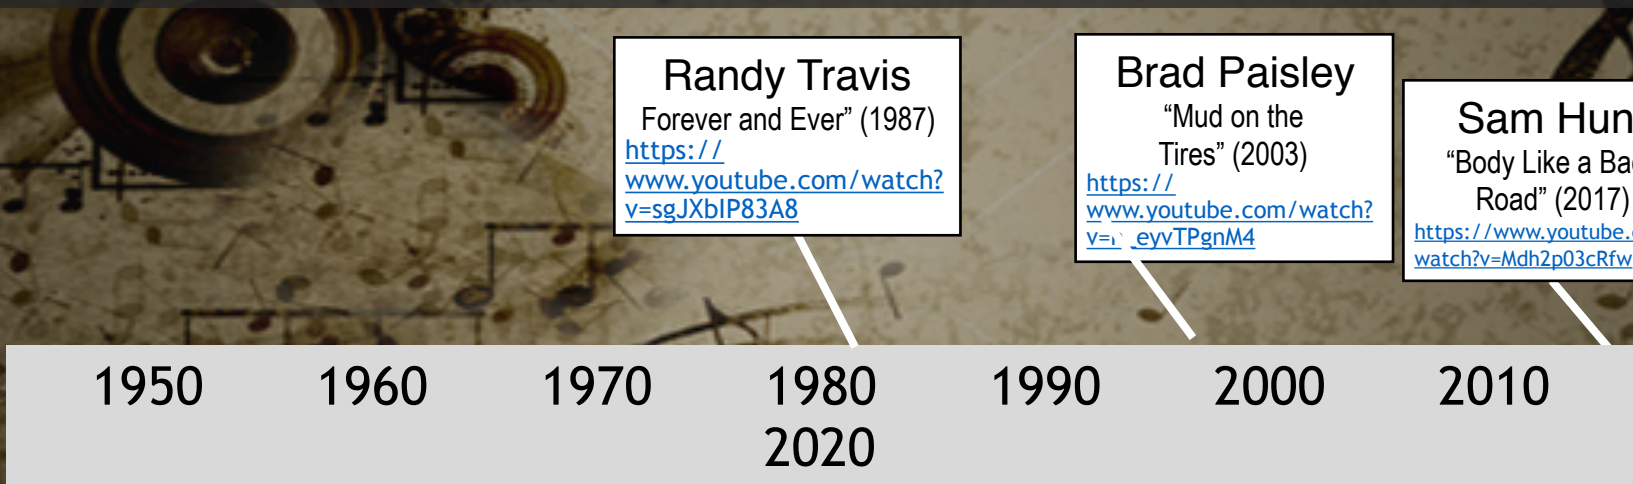 Randy Travis
Forever and Ever” (1987)
https://
www.youtube.com/watch?
v=sgJXbIP83A8
Brad Paisley
“Mud on the
Tires” (2003)
https://
www.youtube.com/watch?
_eyvTPgnM4
Sam Hun
“Body Like a Ba
Road” (2017)
https://www.youtube.
watch?v=Mdh2p03cRfw
1950 1960 1970 1980 1990 2000 2010
2020